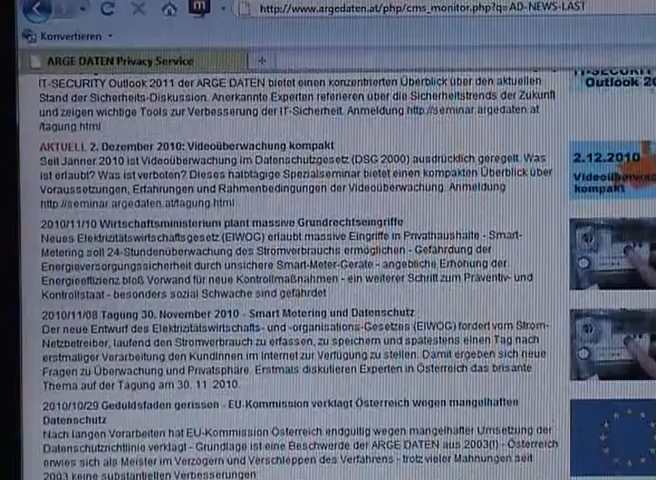 http://www.argedaten.at/php/cms_monitor.php?q=AD-NEWS-LAST
Konvertieren
ARGE DATEN Privacy Service
IT-SECURITY Outlook 2011 der ARGE DATEN bietet einen konzentrierten Überblick über den aktuellen
Stand der Sicherheits-Diskussion. Anerkannte Experten referieren über die Sicherheitstrends der Zukunft
und zeigen wichtige Tools zur Verbesserung der IT-Sicherheit. Anmeldung http://seminar.argedaten.at
/tagung.html
AKTUELL 2. Dezember 2010: Videoüberwachung kompakt
Seit Jänner 2010 ist Videoüberwachung im Datenschutzgesetz (DSG 2000) ausdrücklich geregelt. Was
ist erlaubt? Was ist verboten? Dieses halbtägige Spezialseminar bietet einen kompakten Überblick über
Voraussetzungen, Erfahrungen und Rahmenbedingungen der Videoüberwachung. Anmeldung
http://seminar.argedaten.at/tagung.html
2010/11/10 Wirtschaftsministerium plant massive Grundrechtseingriffe
Neues Elektrizitätswirtschaftsgesetz (ElWOG) erlaubt massive Eingriffe in Privathaushalte - Smart-
Metering soll 24-Stundenüberwachung des Stromverbrauchs ermöglichen - Gefährdung der
Energieversorgungssicherheit durch unsichere Smart-Meter-Geräte - angebliche Erhöhung der
Energieeffizienz bloß Vorwand für neue Kontrollmaßnahmen - ein weiterer Schritt zum Präventiv- und
Kontrollstaat - besonders sozial Schwache sind gefährdet
2010/11/08 Tagung 30. November 2010 - Smart Metering und Datenschutz
Der neue Entwurf des Elektrizitätswirtschafts- und -organisations-Gesetzes (ElWOG) fordert vom Strom-
Netzbetreiber, laufend den Stromverbrauch zu erfassen, zu speichern und spätestens einen Tag nach
erstmaliger Verarbeitung den KundInnen im Internet zur Verfügung zu stellen. Damit ergeben sich neue
Fragen zu Überwachung und Privatsphäre. Erstmals diskutieren Experten in Österreich das brisante
Thema auf der Tagung am 30. 11. 2010.
2010/10/29 Geduldsfaden gerissen - EU-Kommission verklagt Österreich wegen mangelhaften
Datenschutz
Nach langen Vorarbeiten hat EU-Kommission Österreich endgültig wegen mangelhafter Umsetzung der
Datenschutzrichtlinie verklagt - Grundlage ist eine Beschwerde der ARGE DATEN aus 2003(!) - Österreich
erwies sich als Meister im Verzögern und Verschleppen des Verfahrens - trotz vieler Mahnungen seit
2003 keine substantiellen Verbesserungen
IT-SECURIT
Outlook 20
2.12.2010
Videoüberwac
kompakt